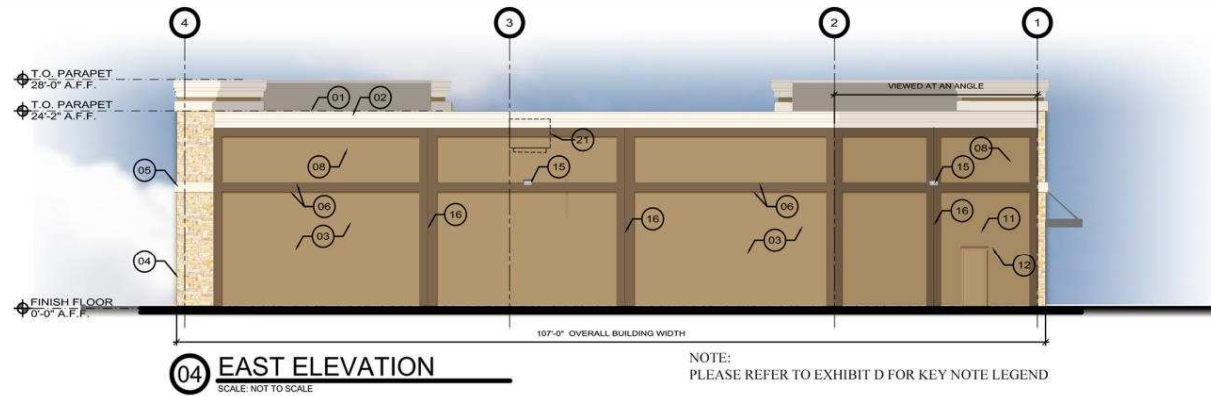 4
3
2
1
T.O. PARAPET
28'-0" A.F.F.
T.O. PARAPET
24'-2" A.F.F.
VIEWED AT AN ANGLE
01
02
21
08
15
15
08
05
06
06
16
16
16
11
03
03
04
12
FINISH FLOOR
0'-0" A.F.F.
107'-0" OVERALL BUILDING WIDTH
04 EAST ELEVATION
SCALE: NOT TO SCALE
NOTE:
PLEASE REFER TO EXHIBIT D FOR KEY NOTE LEGEND